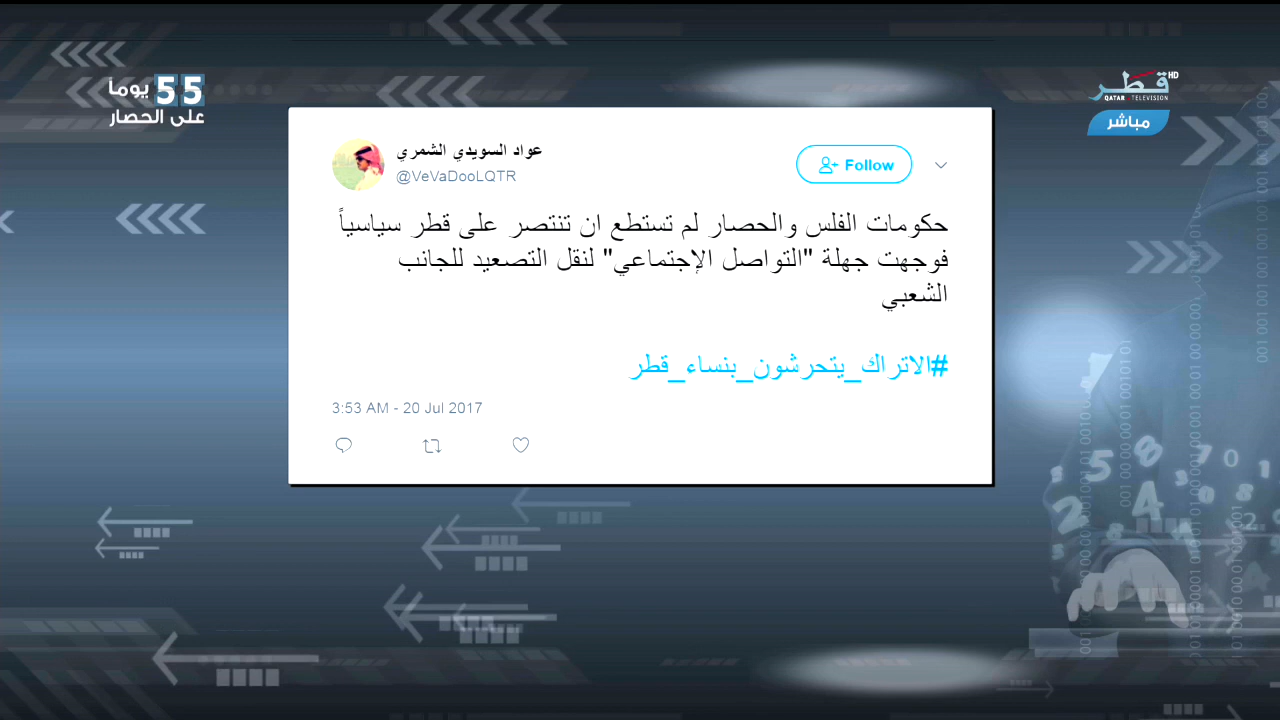 55 يوماً
على الحصار
قطر HD
QATAR TELEVISION
مباشر
عواد السويدي الشمري
@VeVaDooLQTR
Follow
حكومات الفلس والحصار لم تستطع ان تنتصر على قطر سياسياً
فوجهت جهلة "التواصل الإجتماعي" لنقل التصعيد للجانب
الشعبي
#الاتراك_يتحرشون_بنساء_قطر
3:53 AM - 20 Jul 2017